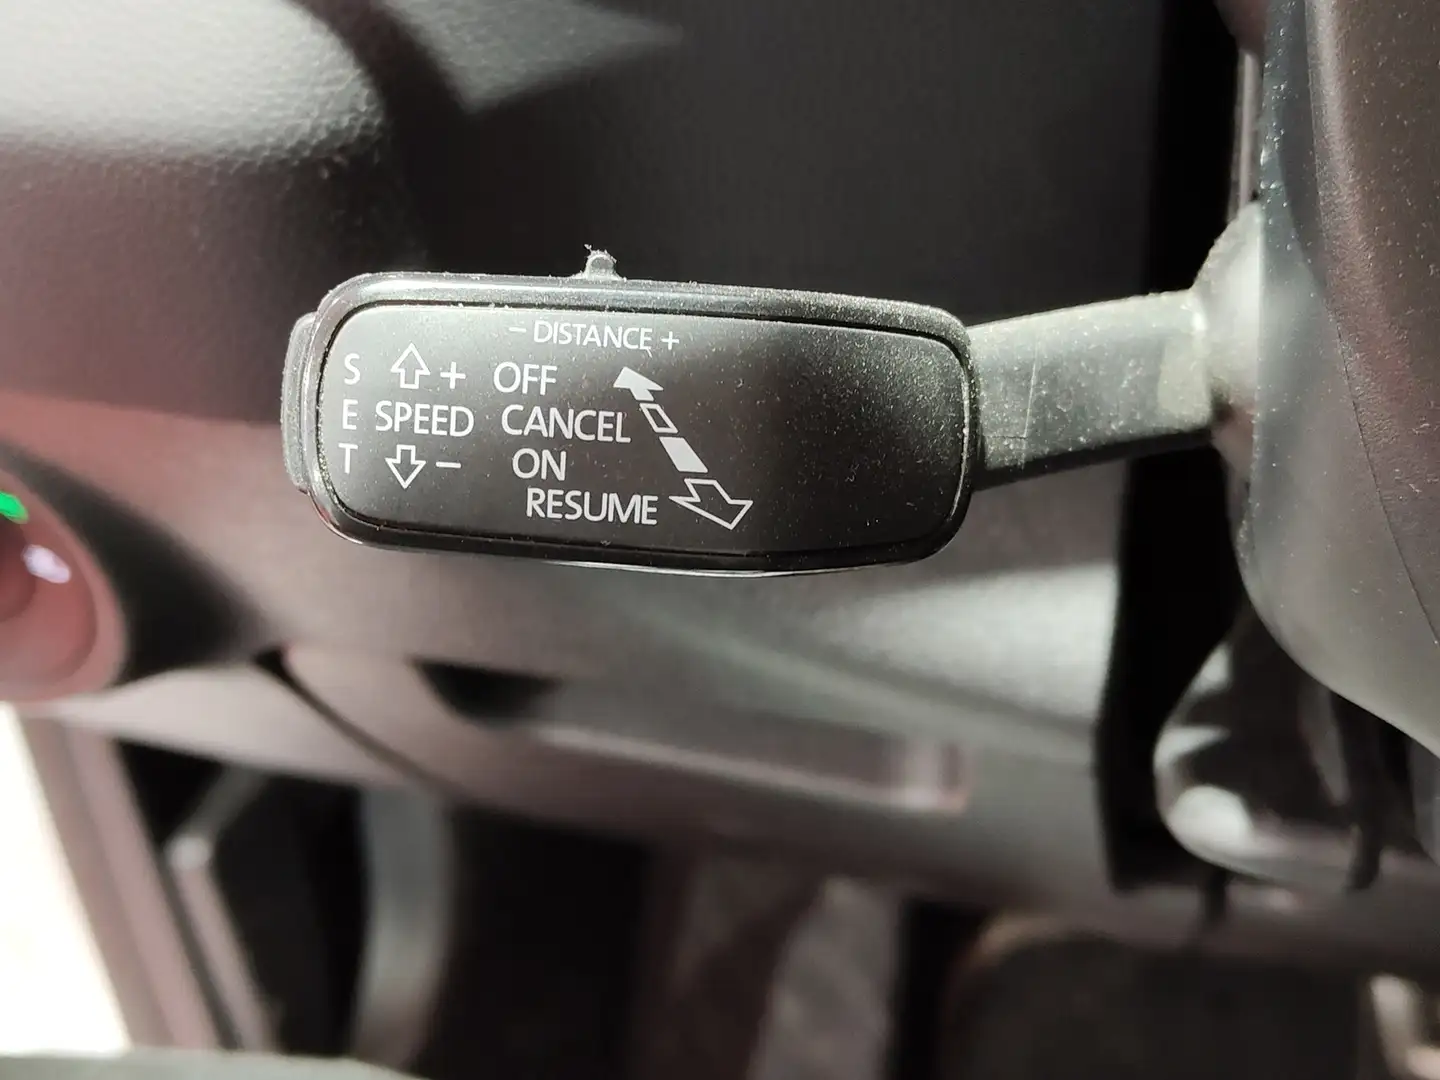 - DISTANCE +
S + OFF
E SPEED CANCEL
T - ON
RESUME